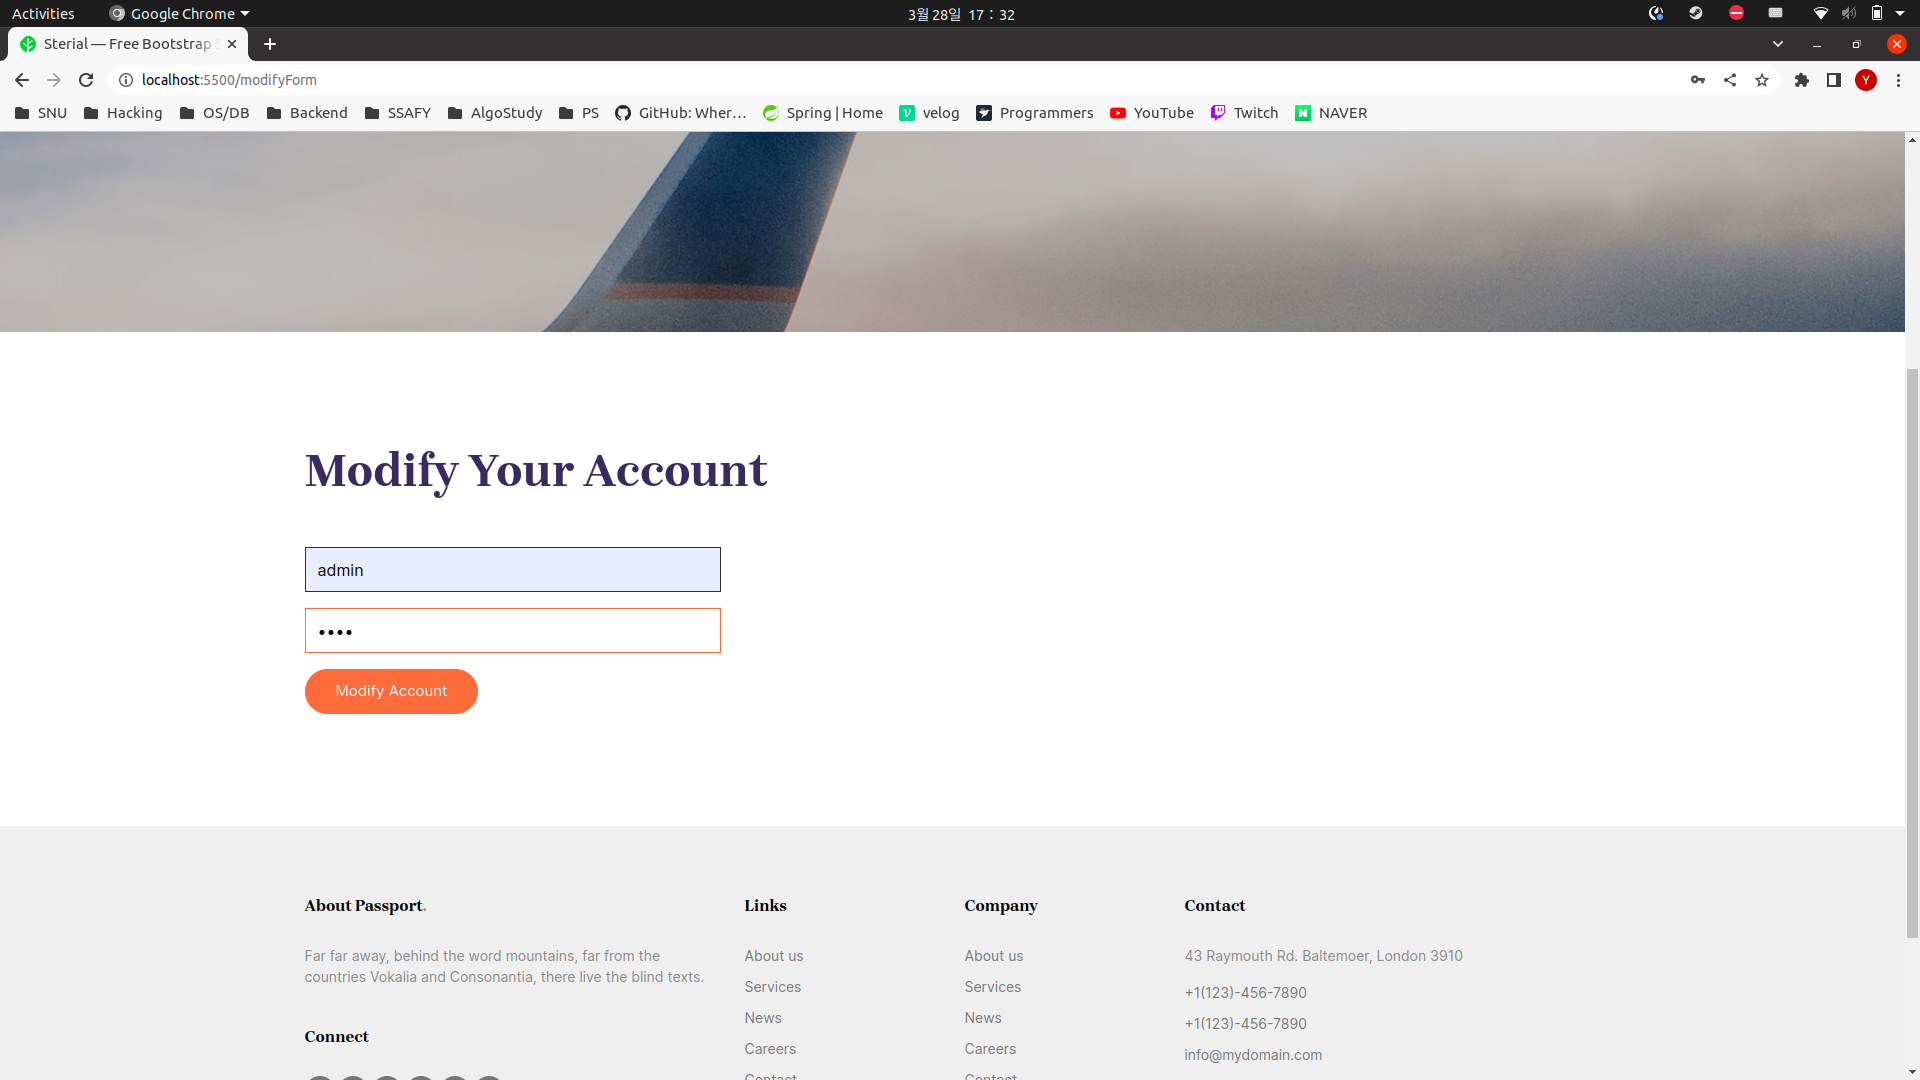 Activities
Google Chrome
3월 28일 17 : 32
Sterial — Free Bootstrap
localhost:5500/modifyForm
Y
SNU
Hacking
OS/DB
Backend
SSAFY
AlgoStudy
PS
GitHub: Wher...
Spring | Home
velog
Programmers
YouTube
Twitch
NAVER
Modify Your Account
admin
••••
Modify Account
About Passport.
Far far away, behind the word mountains, far from the
countries Vokalia and Consonantia, there live the blind texts.
Connect
Links
About us
Services
News
Careers
Contact
Company
About us
Services
News
Careers
Contact
Contact
43 Raymouth Rd. Baltemoer, London 3910
+1(123)-456-7890
+1(123)-456-7890
info@mydomain.com